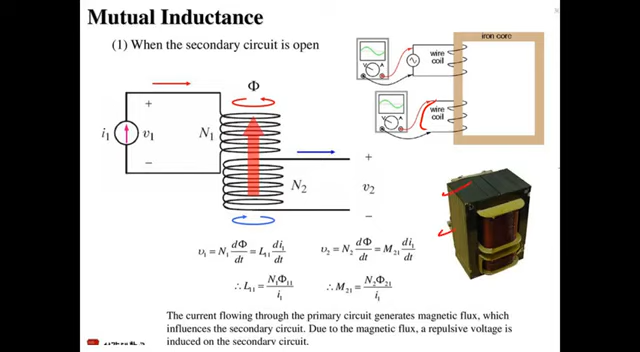 Mutual Inductance
(1) When the secondary circuit is open
iron core
wire
coil
V A
wire
coil
V A
Φ
+
i₁
v₁
N₁
−
+
N₂
v₂
−
υ₁ = N₁ dΦ/dt = L₁₁ di₁/dt
υ₂ = N₂ dΦ/dt = M₂₁ di₁/dt
∴ L₁₁ = N₁Φ₁₁/i₁
∴ M₂₁ = N₂Φ₂₁/i₁
The current flowing through the primary circuit generates magnetic flux, which
influences the secondary circuit. Due to the magnetic flux, a repulsive voltage is
induced on the secondary circuit.